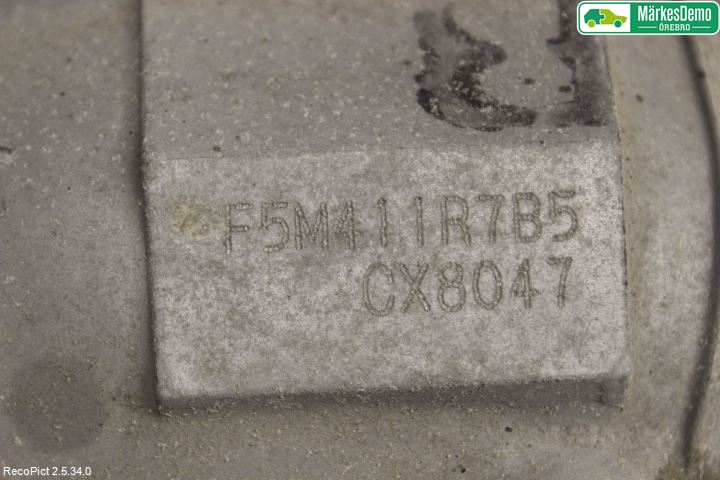 MärkesDemo
ÖREBRO
F5M411R7B5
CX8047
RecoPict 2.5.34.0